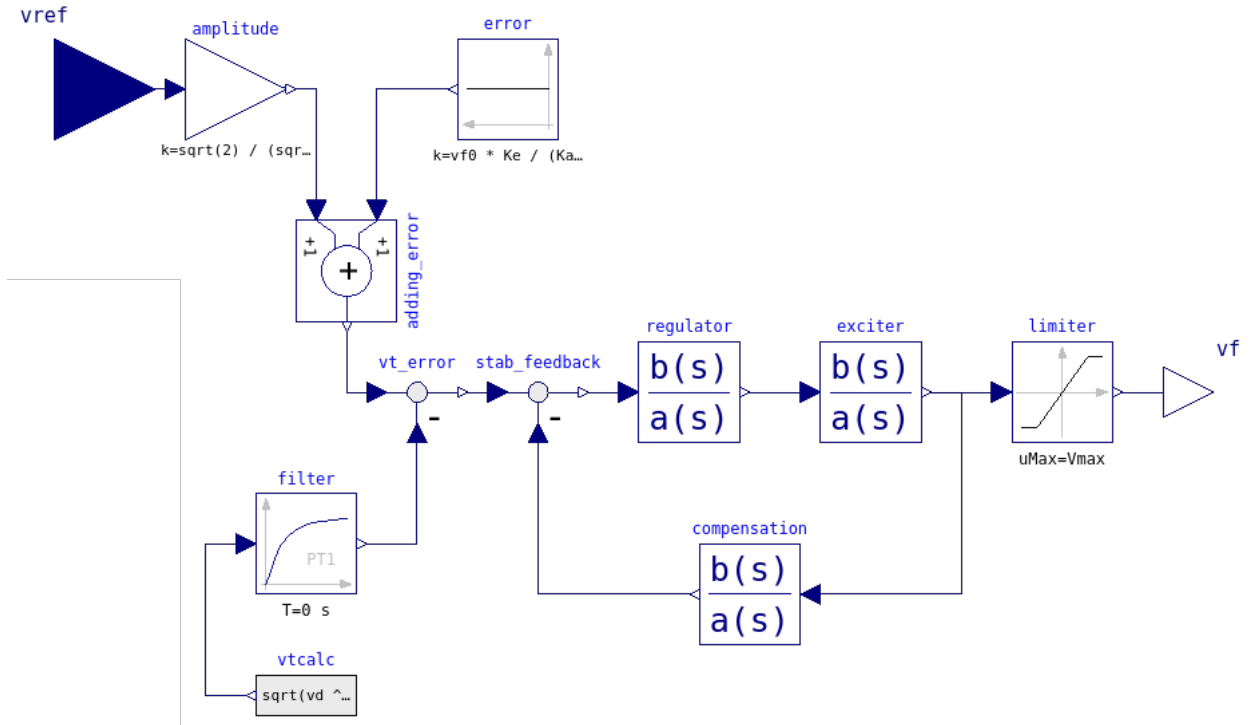 vref
amplitude
k=sqrt(2) / (sqr…
error
k=vf0 * Ke / (Ka…
+1
+1
+
adding_error
vt_error
-
stab_feedback
-
regulator
b(s)
a(s)
exciter
b(s)
a(s)
limiter
uMax=Vmax
vf
filter
PT1
T=0 s
compensation
b(s)
a(s)
vtcalc
sqrt(vd ^…